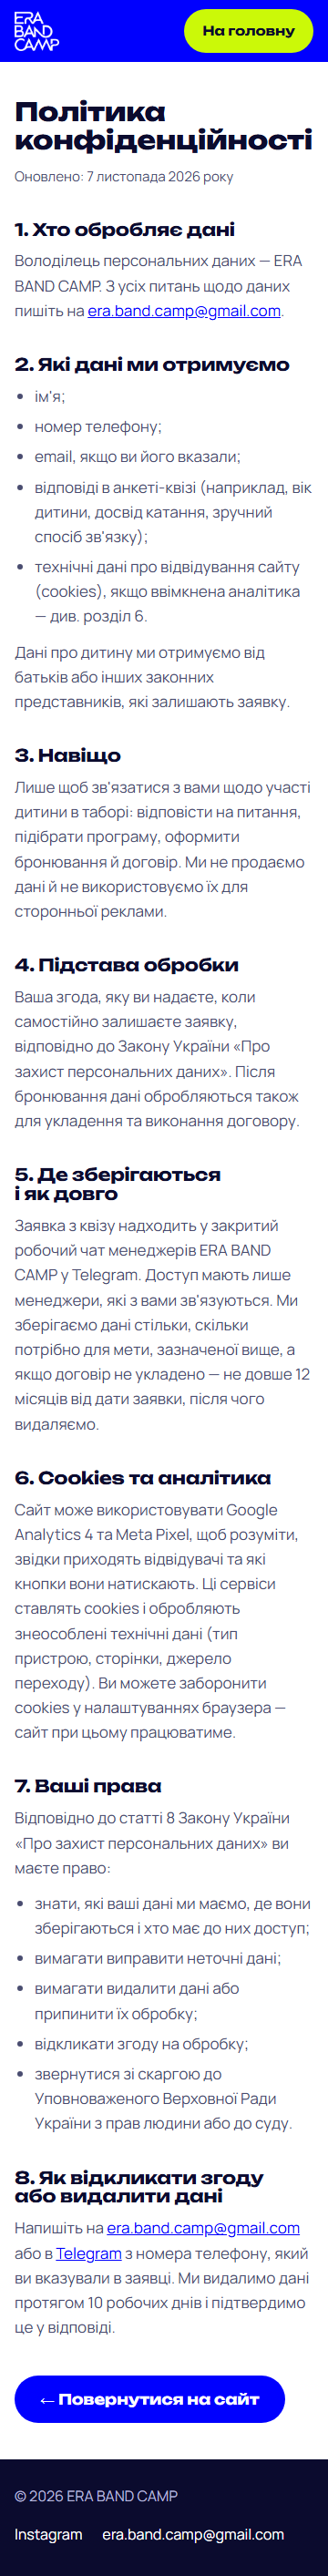 ERA
BAND
CAMP
На головну
Політика
конфіденційності
Оновлено: 7 листопада 2026 року
1. Хто обробляє дані
Володілець персональних даних — ERA
BAND CAMP. З усіх питань щодо даних
пишіть на era.band.camp@gmail.com.
2. Які дані ми отримуємо
• ім'я;
• номер телефону;
• email, якщо ви його вказали;
• відповіді в анкеті-квізі (наприклад, вік
дитини, досвід катання, зручний
спосіб зв'язку);
• технічні дані про відвідування сайту
(cookies), якщо ввімкнена аналітика
— див. розділ 6.
Дані про дитину ми отримуємо від
батьків або інших законних
представників, які залишають заявку.
3. Навіщо
Лише щоб зв'язатися з вами щодо участі
дитини в таборі: відповісти на питання,
підібрати програму, оформити
бронювання й договір. Ми не продаємо
дані й не використовуємо їх для
сторонньої реклами.
4. Підстава обробки
Ваша згода, яку ви надаєте, коли
самостійно залишаєте заявку,
відповідно до Закону України «Про
захист персональних даних». Після
бронювання дані обробляються також
для укладення та виконання договору.
5. Де зберігаються
і як довго
Заявка з квізу надходить у закритий
робочий чат менеджерів ERA BAND
CAMP у Telegram. Доступ мають лише
менеджери, які з вами зв'язуються. Ми
зберігаємо дані стільки, скільки
потрібно для мети, зазначеної вище, а
якщо договір не укладено — не довше 12
місяців від дати заявки, після чого
видаляємо.
6. Cookies та аналітика
Сайт може використовувати Google
Analytics 4 та Meta Pixel, щоб розуміти,
звідки приходять відвідувачі та які
кнопки вони натискають. Ці сервіси
ставлять cookies і обробляють
знеособлені технічні дані (тип
пристрою, сторінки, джерело
переходу). Ви можете заборонити
cookies у налаштуваннях браузера —
сайт при цьому працюватиме.
7. Ваші права
Відповідно до статті 8 Закону України
«Про захист персональних даних» ви
маєте право:
• знати, які ваші дані ми маємо, де вони
зберігаються і хто має до них доступ;
• вимагати виправити неточні дані;
• вимагати видалити дані або
припинити їх обробку;
• відкликати згоду на обробку;
• звернутися зі скаргою до
Уповноваженого Верховної Ради
України з прав людини або до суду.
8. Як відкликати згоду
або видалити дані
Напишіть на era.band.camp@gmail.com
або в Telegram з номера телефону, який
ви вказували в заявці. Ми видалимо дані
протягом 10 робочих днів і підтвердимо
це у відповіді.
← Повернутися на сайт
© 2026 ERA BAND CAMP
Instagram era.band.camp@gmail.com